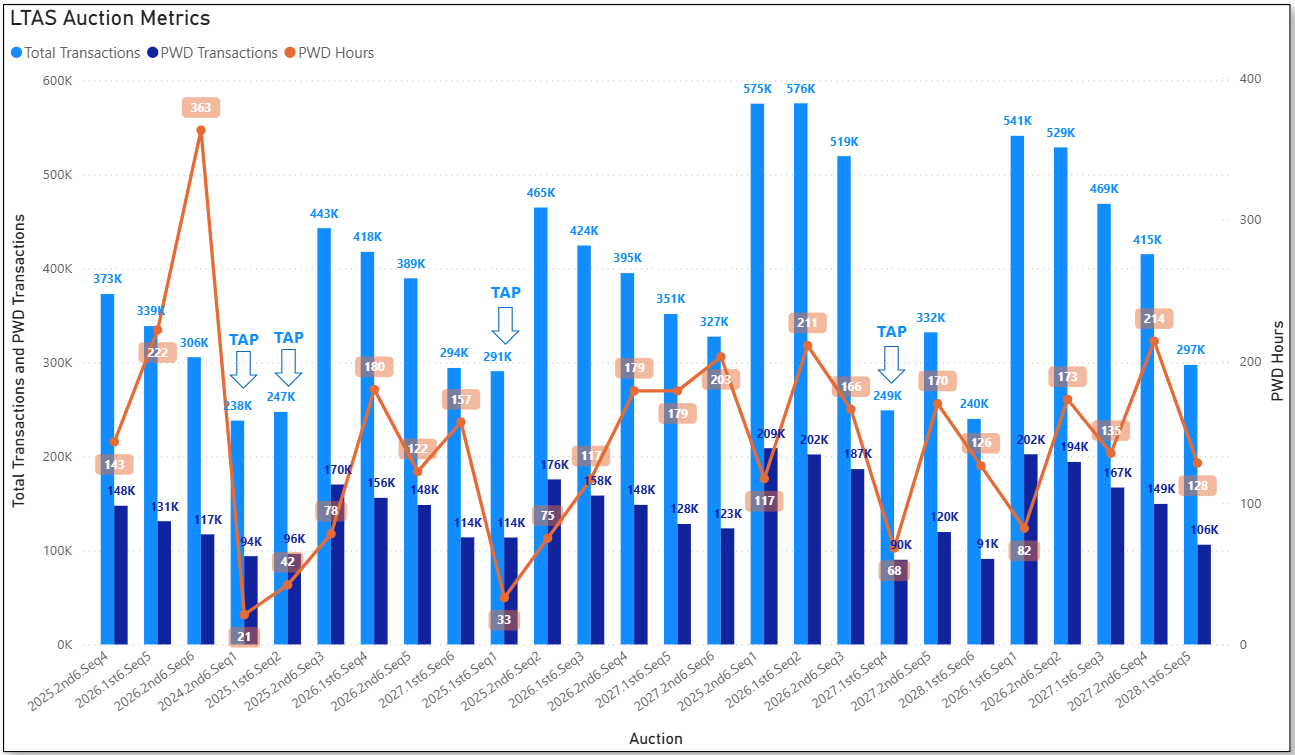 LTAS Auction Metrics
Total Transactions PWD Transactions PWD Hours
Total Transactions and PWD Transactions
600K
500K
400K
300K
200K
100K
0K
400
300
200
100
0
PWD Hours
373K
339K
306K
238K
247K
443K
418K
389K
294K
291K
465K
424K
395K
351K
327K
575K
576K
519K
249K
332K
240K
541K
529K
469K
415K
297K
148K
131K
117K
94K
96K
170K
156K
148K
114K
114K
176K
158K
148K
128K
123K
209K
202K
187K
90K
120K
91K
202K
194K
167K
149K
106K
143
222
363
21
42
78
180
122
157
33
75
117
179
179
203
117
211
166
68
170
126
82
173
135
214
128
TAP
TAP
TAP
TAP
2025.2nd6.Seq4
2026.1st6.Seq5
2026.2nd6.Seq6
2024.2nd6.Seq1
2025.1st6.Seq2
2025.2nd6.Seq3
2026.1st6.Seq4
2026.2nd6.Seq5
2027.1st6.Seq6
2025.1st6.Seq1
2025.2nd6.Seq2
2026.1st6.Seq3
2026.2nd6.Seq4
2027.1st6.Seq5
2027.2nd6.Seq6
2025.2nd6.Seq1
2026.1st6.Seq2
2026.2nd6.Seq3
2027.1st6.Seq4
2027.2nd6.Seq5
2028.1st6.Seq6
2026.1st6.Seq1
2026.2nd6.Seq2
2027.1st6.Seq3
2027.2nd6.Seq4
2028.1st6.Seq5
Auction